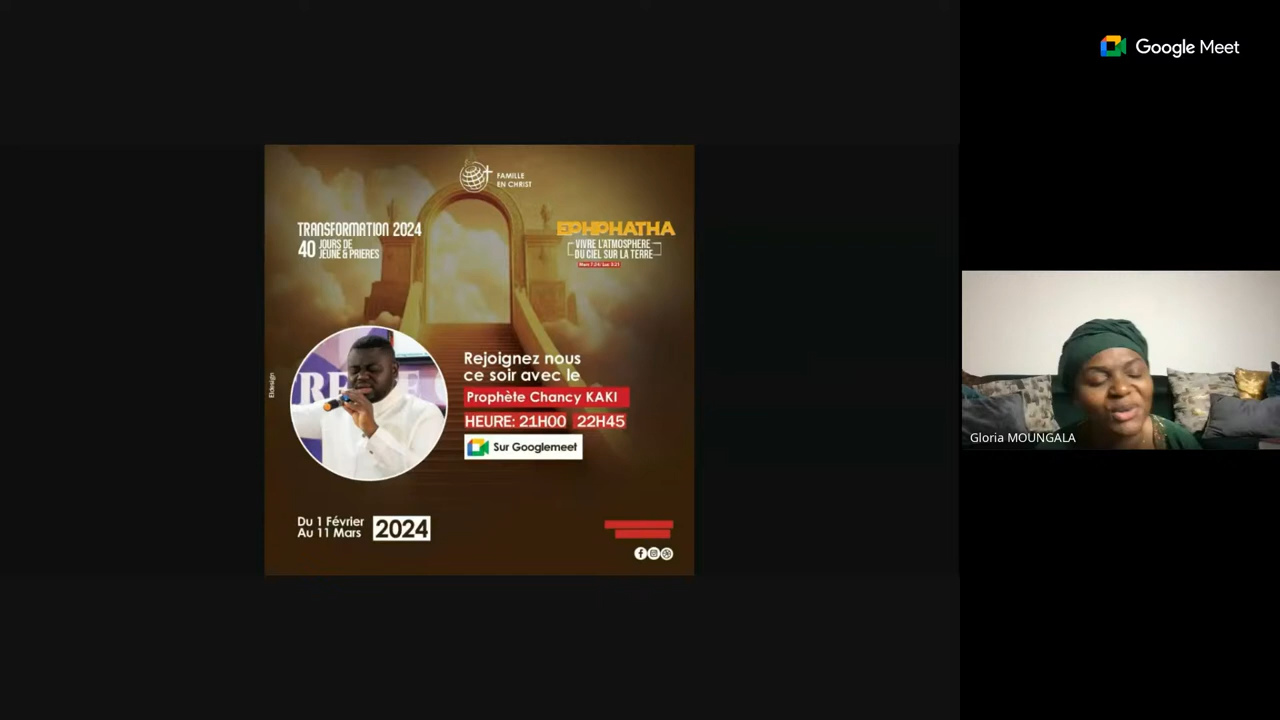 Google Meet
FAMILLE
EN CHRIST
TRANSFORMATION 2024
40 JOURS DE
JEUNE & PRIERES
EPHPHATHA
VIVRE L'ATMOSPHERE
DU CIEL SUR LA TERRE
Rejoignez nous
ce soir avec le
Prophète Chancy KAKI
HEURE: 21H00 22H45
Sur Googlemeet
Eldesign
Du 1 Février
Au 11 Mars
2024
Gloria MOUNGALA